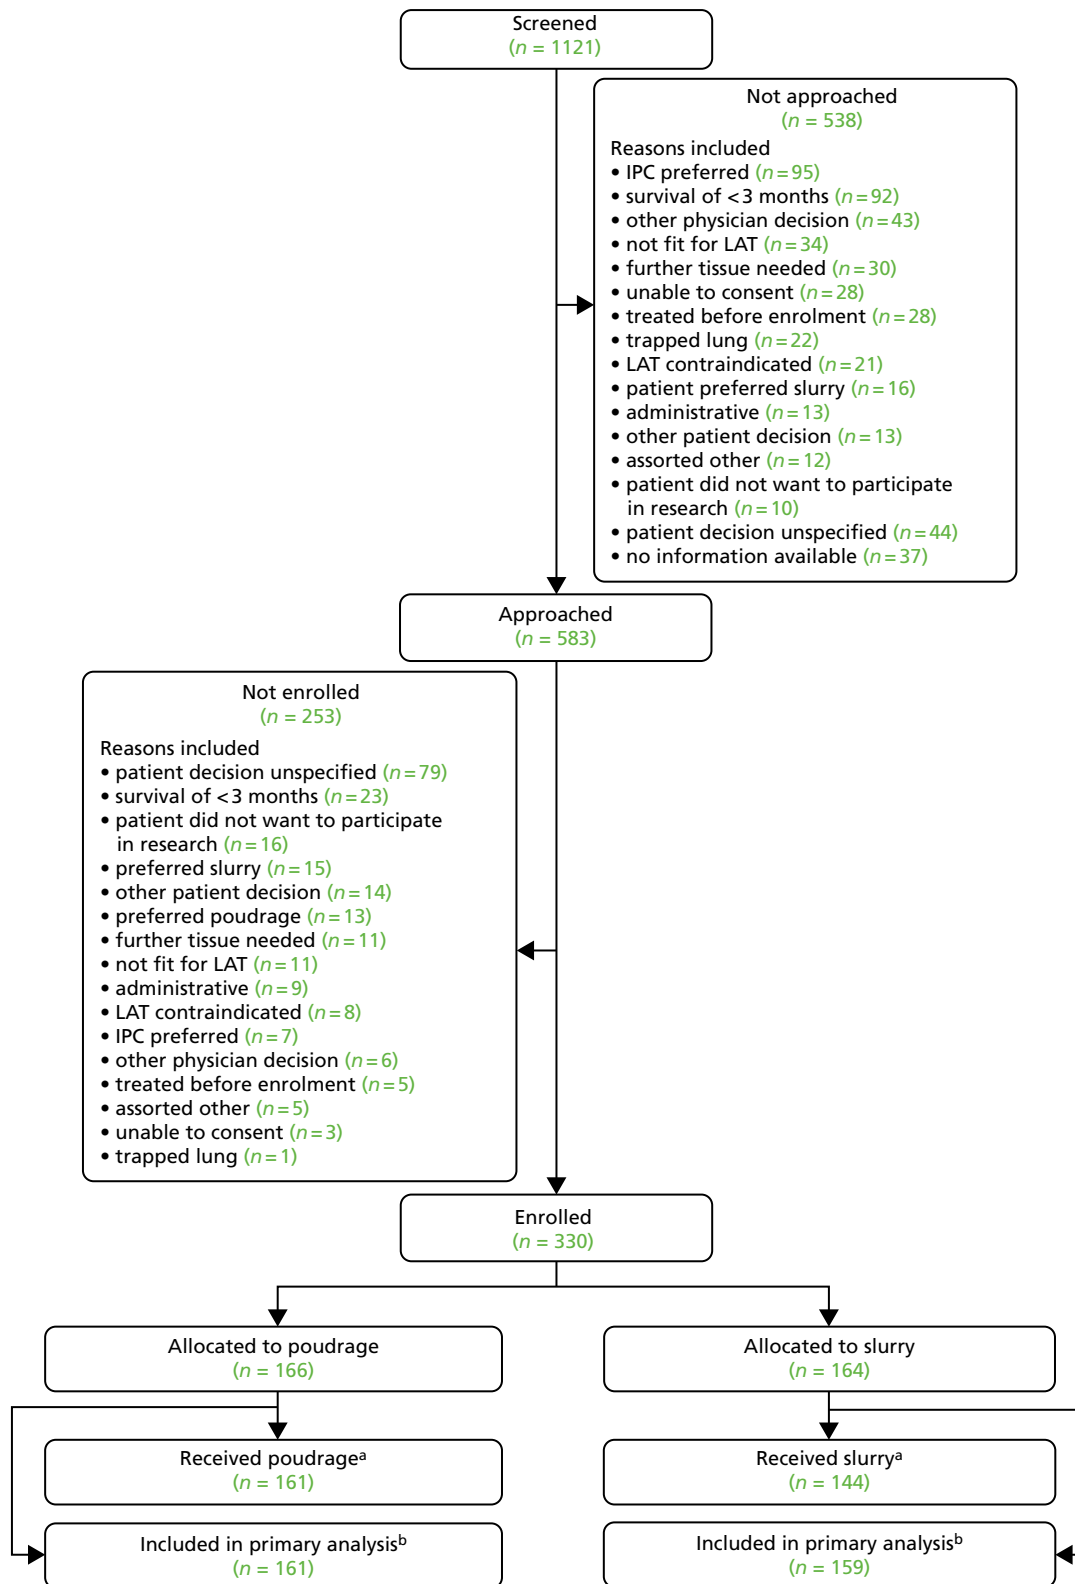 Screened
(n = 1121)
Not approached
(n = 538)
Reasons included
• IPC preferred (n=95)
• survival of <3 months (n=92)
• other physician decision (n=43)
• not fit for LAT (n=34)
• further tissue needed (n=30)
• unable to consent (n=28)
• treated before enrolment (n=28)
• trapped lung (n=22)
• LAT contraindicated (n=21)
• patient preferred slurry (n=16)
• administrative (n=13)
• other patient decision (n=13)
• assorted other (n=12)
• patient did not want to participate
in research (n=10)
• patient decision unspecified (n=44)
• no information available (n=37)
Approached
(n = 583)
Not enrolled
(n = 253)
Reasons included
• patient decision unspecified (n=79)
• survival of <3 months (n=23)
• patient did not want to participate
in research (n=16)
• preferred slurry (n=15)
• other patient decision (n=14)
• preferred poudrage (n=13)
• further tissue needed (n=11)
• not fit for LAT (n=11)
• administrative (n=9)
• LAT contraindicated (n=8)
• IPC preferred (n=7)
• other physician decision (n=6)
• treated before enrolment (n=5)
• assorted other (n=5)
• unable to consent (n=3)
• trapped lung (n=1)
Enrolled
(n = 330)
Allocated to poudrage
(n = 166)
Allocated to slurry
(n = 164)
Received poudrageᵃ
(n = 161)
Received slurryᵃ
(n = 144)
Included in primary analysisᵇ
(n = 161)
Included in primary analysisᵇ
(n = 159)